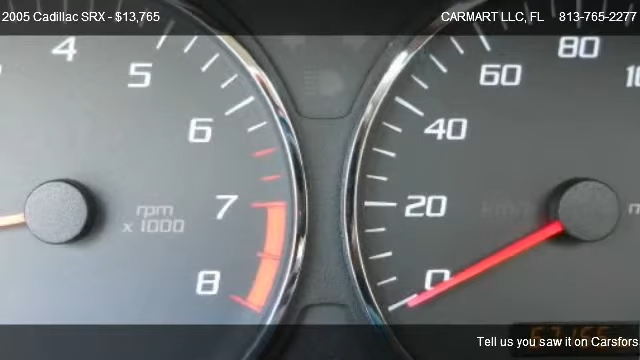 2005 Cadillac SRX - $13,765
CARMART LLC, FL 813-765-2277
4
5
6
7
8
rpm
x 1000
0
20
40
60
80
Tell us you saw it on Carsfors